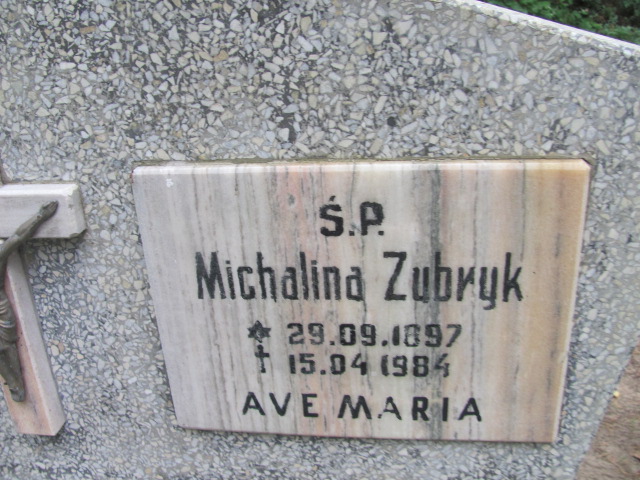 Ś.P.
Michalina Zubryk
* 29.09.1897
† 15.04 1984
AVE MARIA